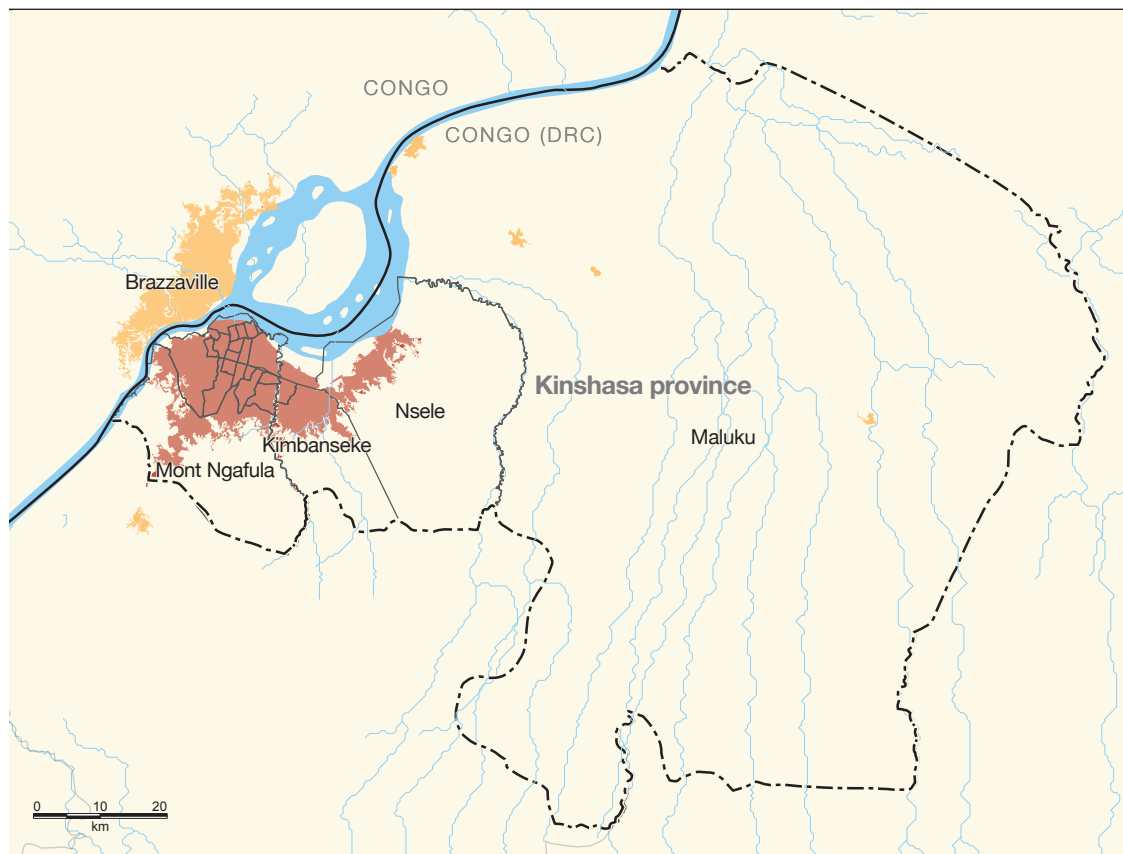 CONGO
CONGO (DRC)
Brazzaville
Kinshasa province
Nsele
Maluku
Kimbanseke
Mont Ngafula
0 10 20
km